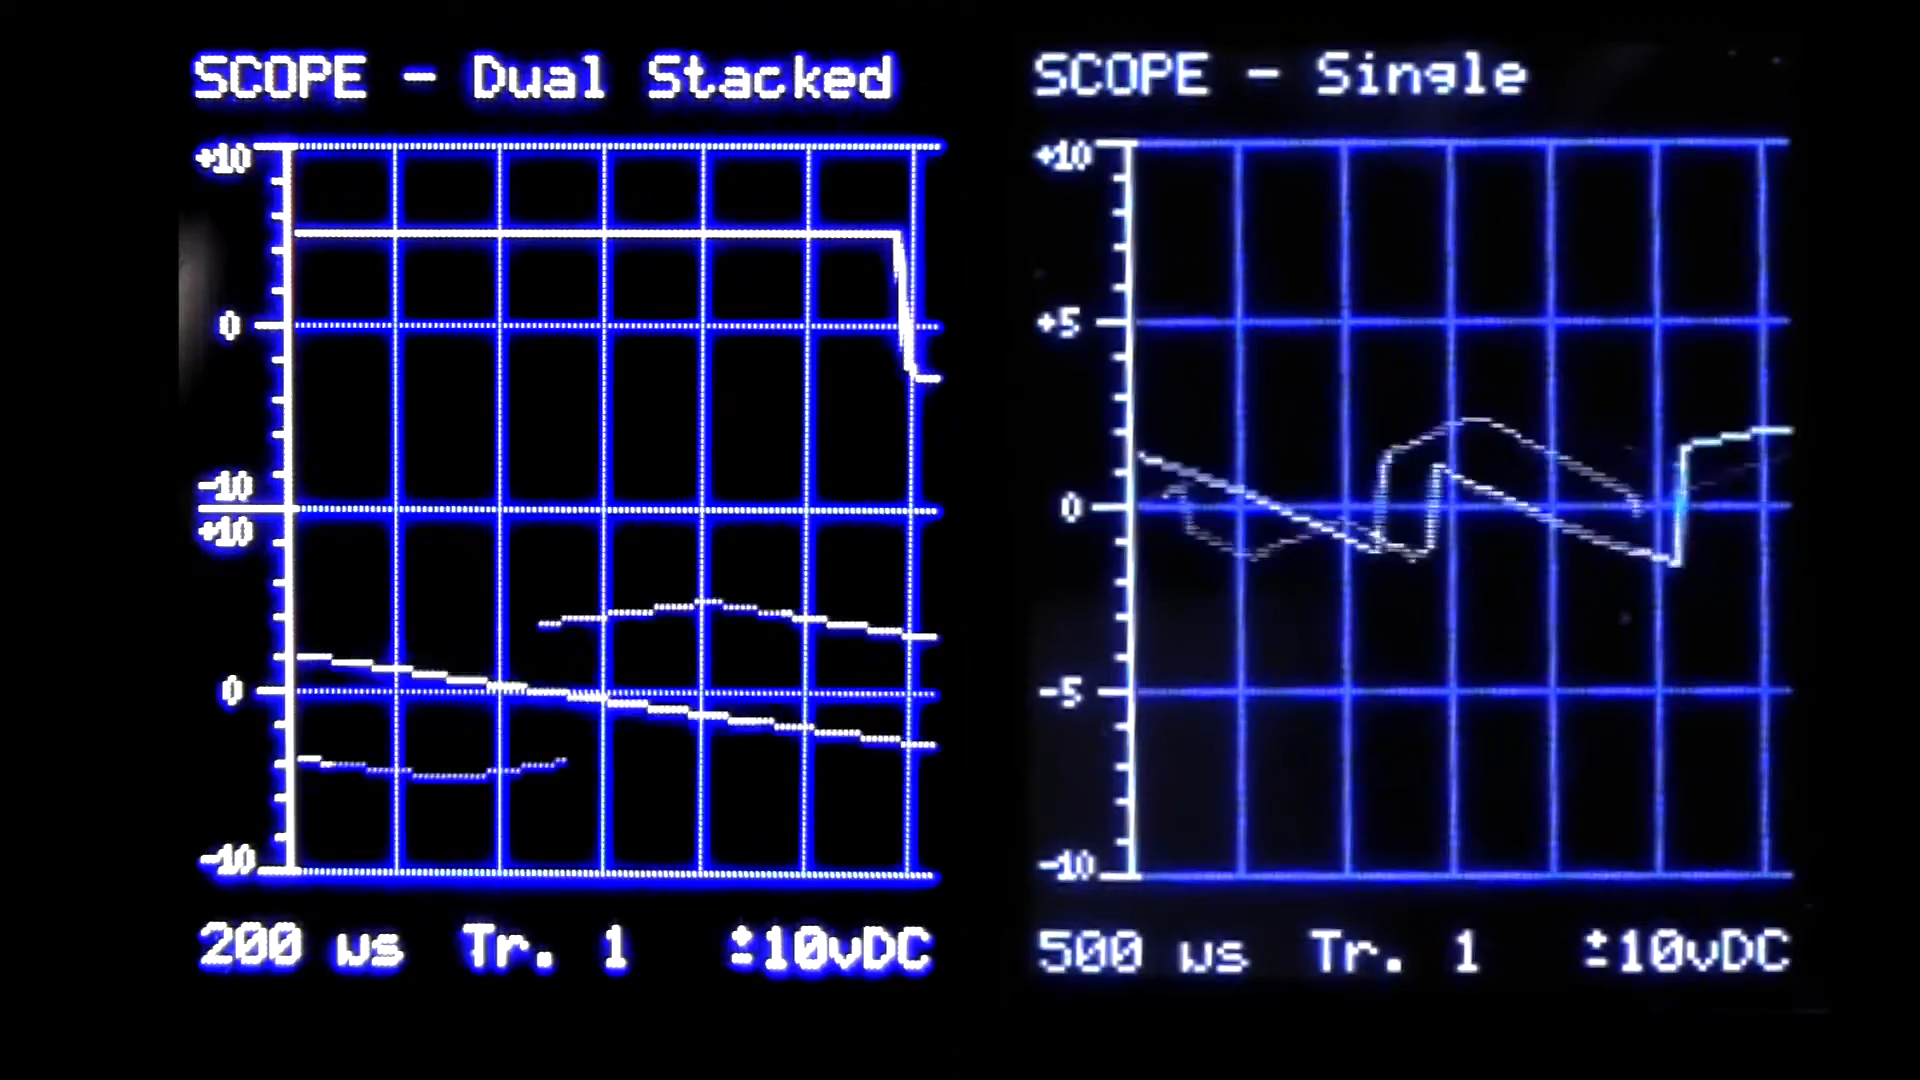 SCOPE - Dual Stacked
+10
0
-10
+10
0
-10
200 us Tr. 1 ±10vDC
SCOPE - Single
+10
+5
0
-5
-10
500 us Tr. 1 ±10vDC